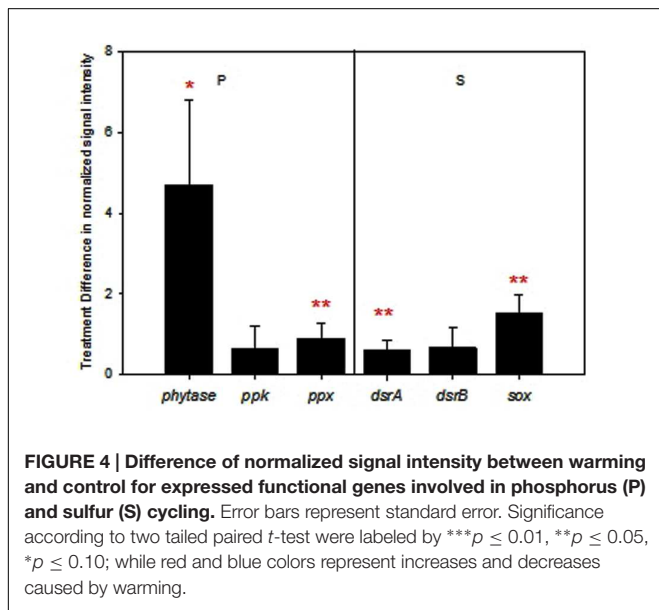 8
6
4
2
0
Treatment Difference in normalized signal intensity
P
S
*
**
**
**
phytase
ppk
ppx
dsrA
dsrB
sox
FIGURE 4 | Difference of normalized signal intensity between warming
and control for expressed functional genes involved in phosphorus (P)
and sulfur (S) cycling. Error bars represent standard error. Significance
according to two tailed paired t-test were labeled by ***p ≤ 0.01, **p ≤ 0.05,
*p ≤ 0.10; while red and blue colors represent increases and decreases
caused by warming.